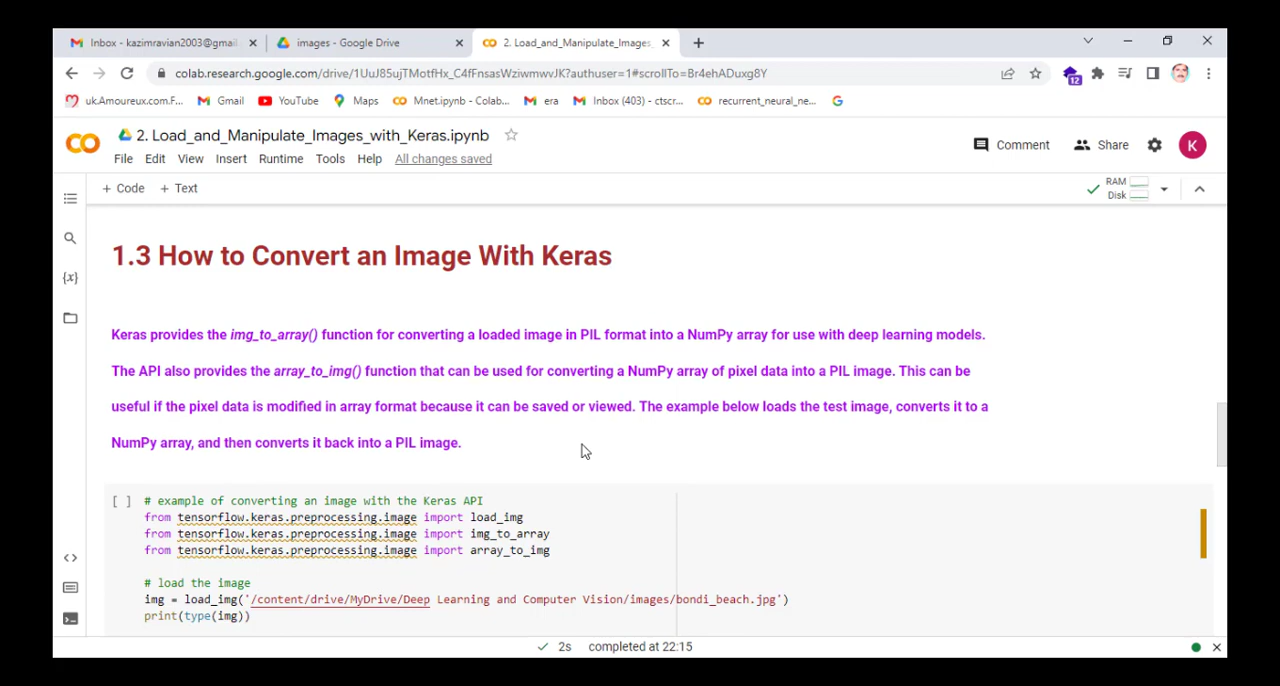 Inbox - kazimravian2003@gmail
images - Google Drive
2. Load_and_Manipulate_Images_
colab.research.google.com/drive/1UuJ85ujTMotfHx_C4fFnsasWziwmwvJK?authuser=1#scrollTo=Br4ehADuxg8Y
12
uk.Amoureux.com.F... Gmail YouTube Maps Mnet.ipynb - Colab... era Inbox (403) - ctscr... recurrent_neural_ne...
2. Load_and_Manipulate_Images_with_Keras.ipynb
Comment Share K
File Edit View Insert Runtime Tools Help All changes saved
+ Code + Text
RAM
Disk
1.3 How to Convert an Image With Keras
{x}
Keras provides the img_to_array() function for converting a loaded image in PIL format into a NumPy array for use with deep learning models.
The API also provides the array_to_img() function that can be used for converting a NumPy array of pixel data into a PIL image. This can be
useful if the pixel data is modified in array format because it can be saved or viewed. The example below loads the test image, converts it to a
NumPy array, and then converts it back into a PIL image.
[ ] # example of converting an image with the Keras API
from tensorflow.keras.preprocessing.image import load_img
from tensorflow.keras.preprocessing.image import img_to_array
from tensorflow.keras.preprocessing.image import array_to_img
# load the image
img = load_img('/content/drive/MyDrive/Deep Learning and Computer Vision/images/bondi_beach.jpg')
print(type(img))
2s completed at 22:15